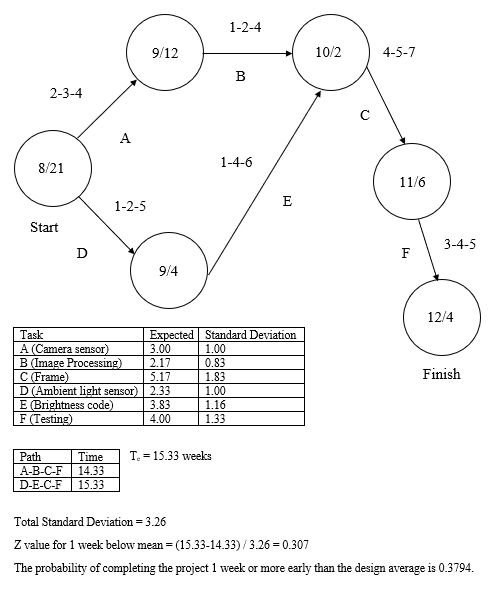 1-2-4
9/12
10/2
4-5-7
B
2-3-4
C
A
1-4-6
8/21
11/6
1-2-5
E
Start
3-4-5
D
F
9/4
12/4
Finish
Task Expected Standard Deviation
A (Camera sensor) 3.00 1.00
B (Image Processing) 2.17 0.83
C (Frame) 5.17 1.83
D (Ambient light sensor) 2.33 1.00
E (Brightness code) 3.83 1.16
F (Testing) 4.00 1.33
Path Time
A-B-C-F 14.33
D-E-C-F 15.33
Te = 15.33 weeks
Total Standard Deviation = 3.26
Z value for 1 week below mean = (15.33-14.33) / 3.26 = 0.307
The probability of completing the project 1 week or more early than the design average is 0.3794.